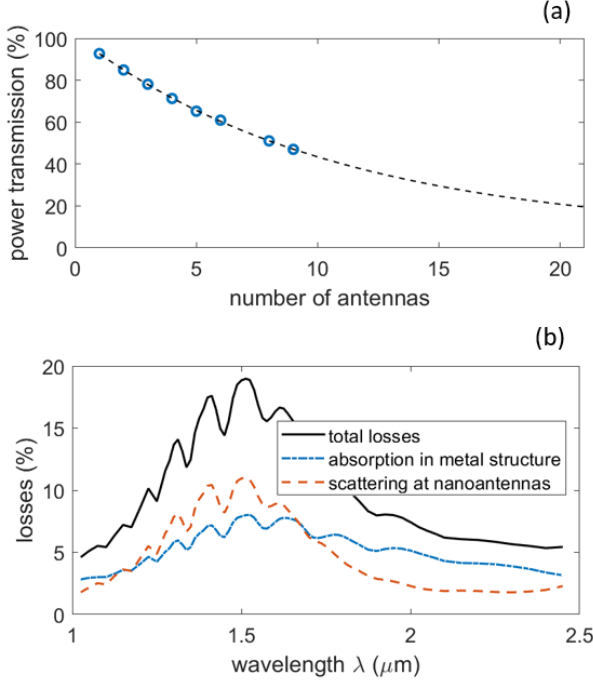 (a)
power transmission (%)
100
80
60
40
20
0
0
5
10
15
20
number of antennas
(b)
losses (%)
20
15
10
5
0
total losses
absorption in metal structure
scattering at nanoantennas
1
1.5
2
2.5
wavelength λ (μm)